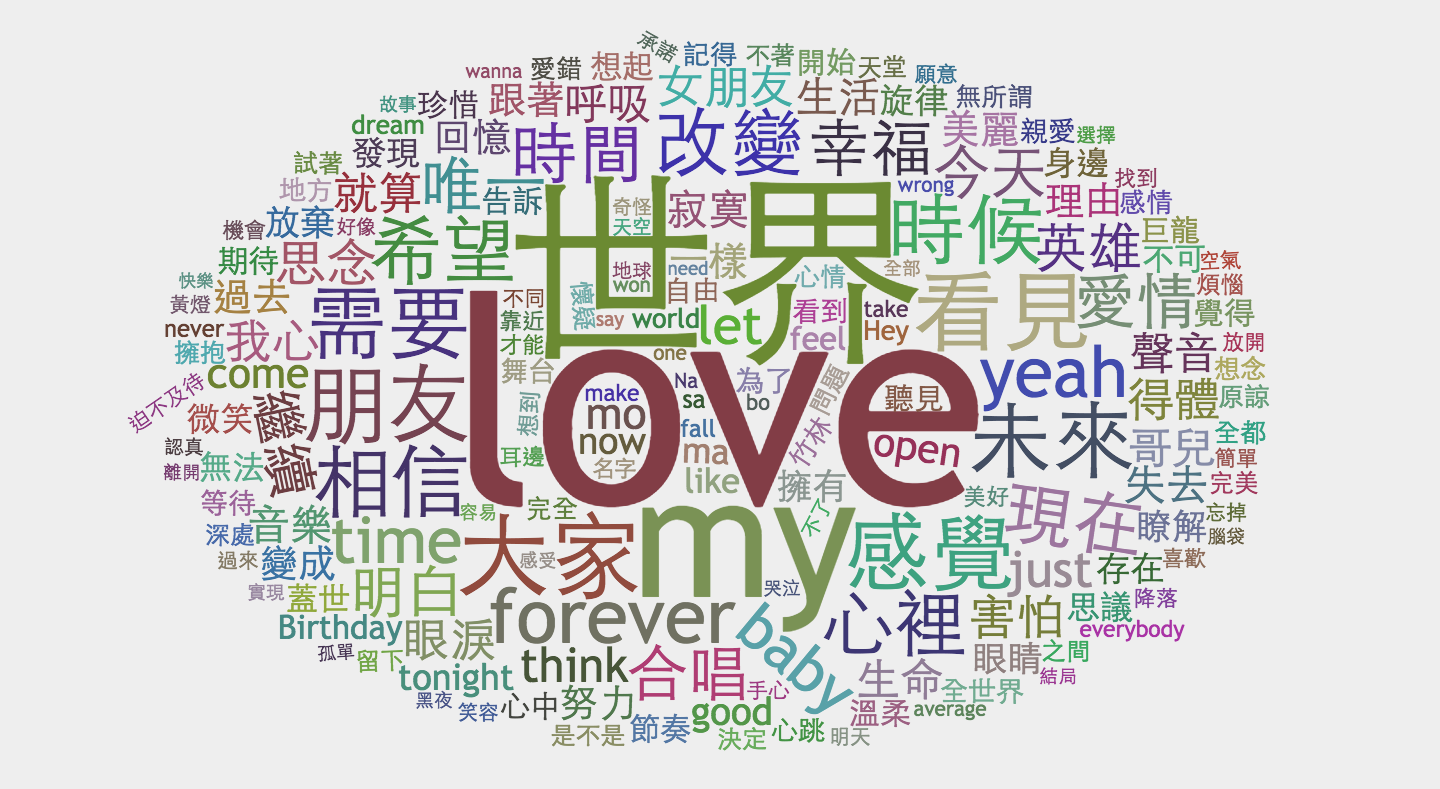 承諾
記得
不著
開始
天堂
願意
wanna
愛錯
想起
女朋友
生活
旋律
無所謂
故事
珍惜
跟著
呼吸
改變
幸福
美麗
親愛
選擇
dream
回憶
時間
發現
今天
身邊
試著
唯一
找到
地方
就算
告訴
wrong
理由
感情
機會
放棄
好像
奇怪
天空
寂寞
時候
英雄
巨龍
期待
思念
希望
世界
一樣
不可
空氣
快樂
過去
地球
won
need
心情
全部
看見
愛情
煩惱
黃燈
需要
不同
懷疑
自由
看到
take
覺得
never
我心
靠近
say
world
let
feel
Hey
聲音
放開
擁抱
come
才能
one
yeah
想念
迫不及待
朋友
舞台
make
Na
為了
問題
love
聽見
得體
原諒
微笑
繼續
想到
mo
sa
bo
竹林
未來
認真
now
fall
open
哥兒
全都
離開
無法
相信
耳邊
名字
ma
like
擁有
失去
簡單
完美
等待
音樂
容易
完全
my
不了
美好
現在
瞭解
忘掉
深處
time
大家
感覺
腦袋
過來
變成
感受
just
存在
喜歡
實現
蓋世
明白
哭泣
心裡
害怕
思議
降落
Birthday
眼淚
forever
baby
everybody
孤單
留下
think
合唱
生命
眼睛
之間
tonight
手心
全世界
結局
黑夜
笑容
心中
努力
good
溫柔
average
是不是
節奏
決定
心跳
明天